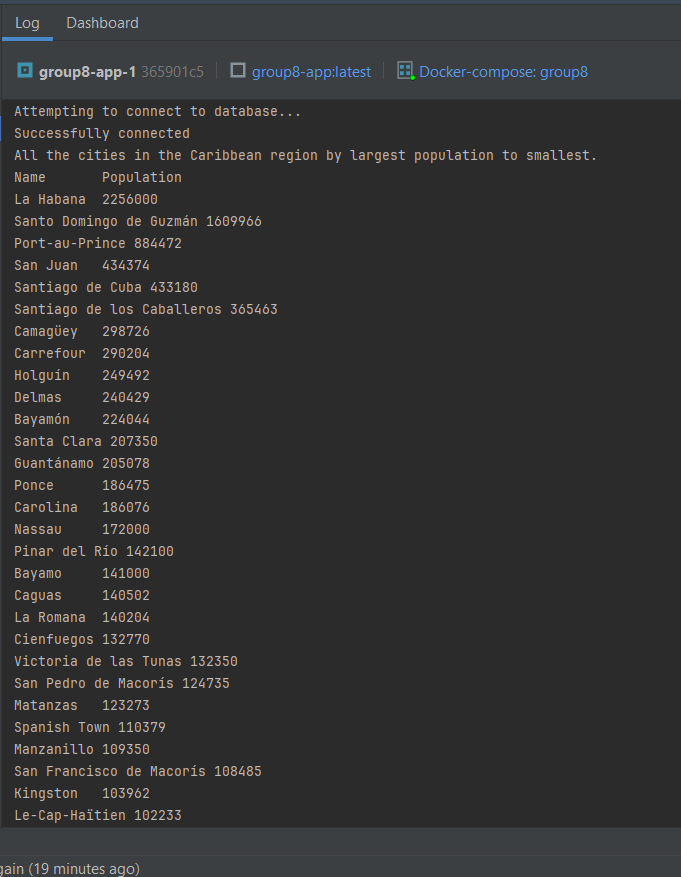 Log Dashboard
group8-app-1 365901c5 group8-app:latest Docker-compose: group8
Attempting to connect to database...
Successfully connected
All the cities in the Caribbean region by largest population to smallest.
Name Population
La Habana 2256000
Santo Domingo de Guzmán 1609966
Port-au-Prince 884472
San Juan 434374
Santiago de Cuba 433180
Santiago de los Caballeros 365463
Camagüey 298726
Carrefour 290204
Holguín 249492
Delmas 240429
Bayamón 224044
Santa Clara 207350
Guantánamo 205078
Ponce 186475
Carolina 186076
Nassau 172000
Pinar del Río 142100
Bayamo 141000
Caguas 140502
La Romana 140204
Cienfuegos 132770
Victoria de las Tunas 132350
San Pedro de Macorís 124735
Matanzas 123273
Spanish Town 110379
Manzanillo 109350
San Francisco de Macorís 108485
Kingston 103962
Le-Cap-Haïtien 102233
gain (19 minutes ago)